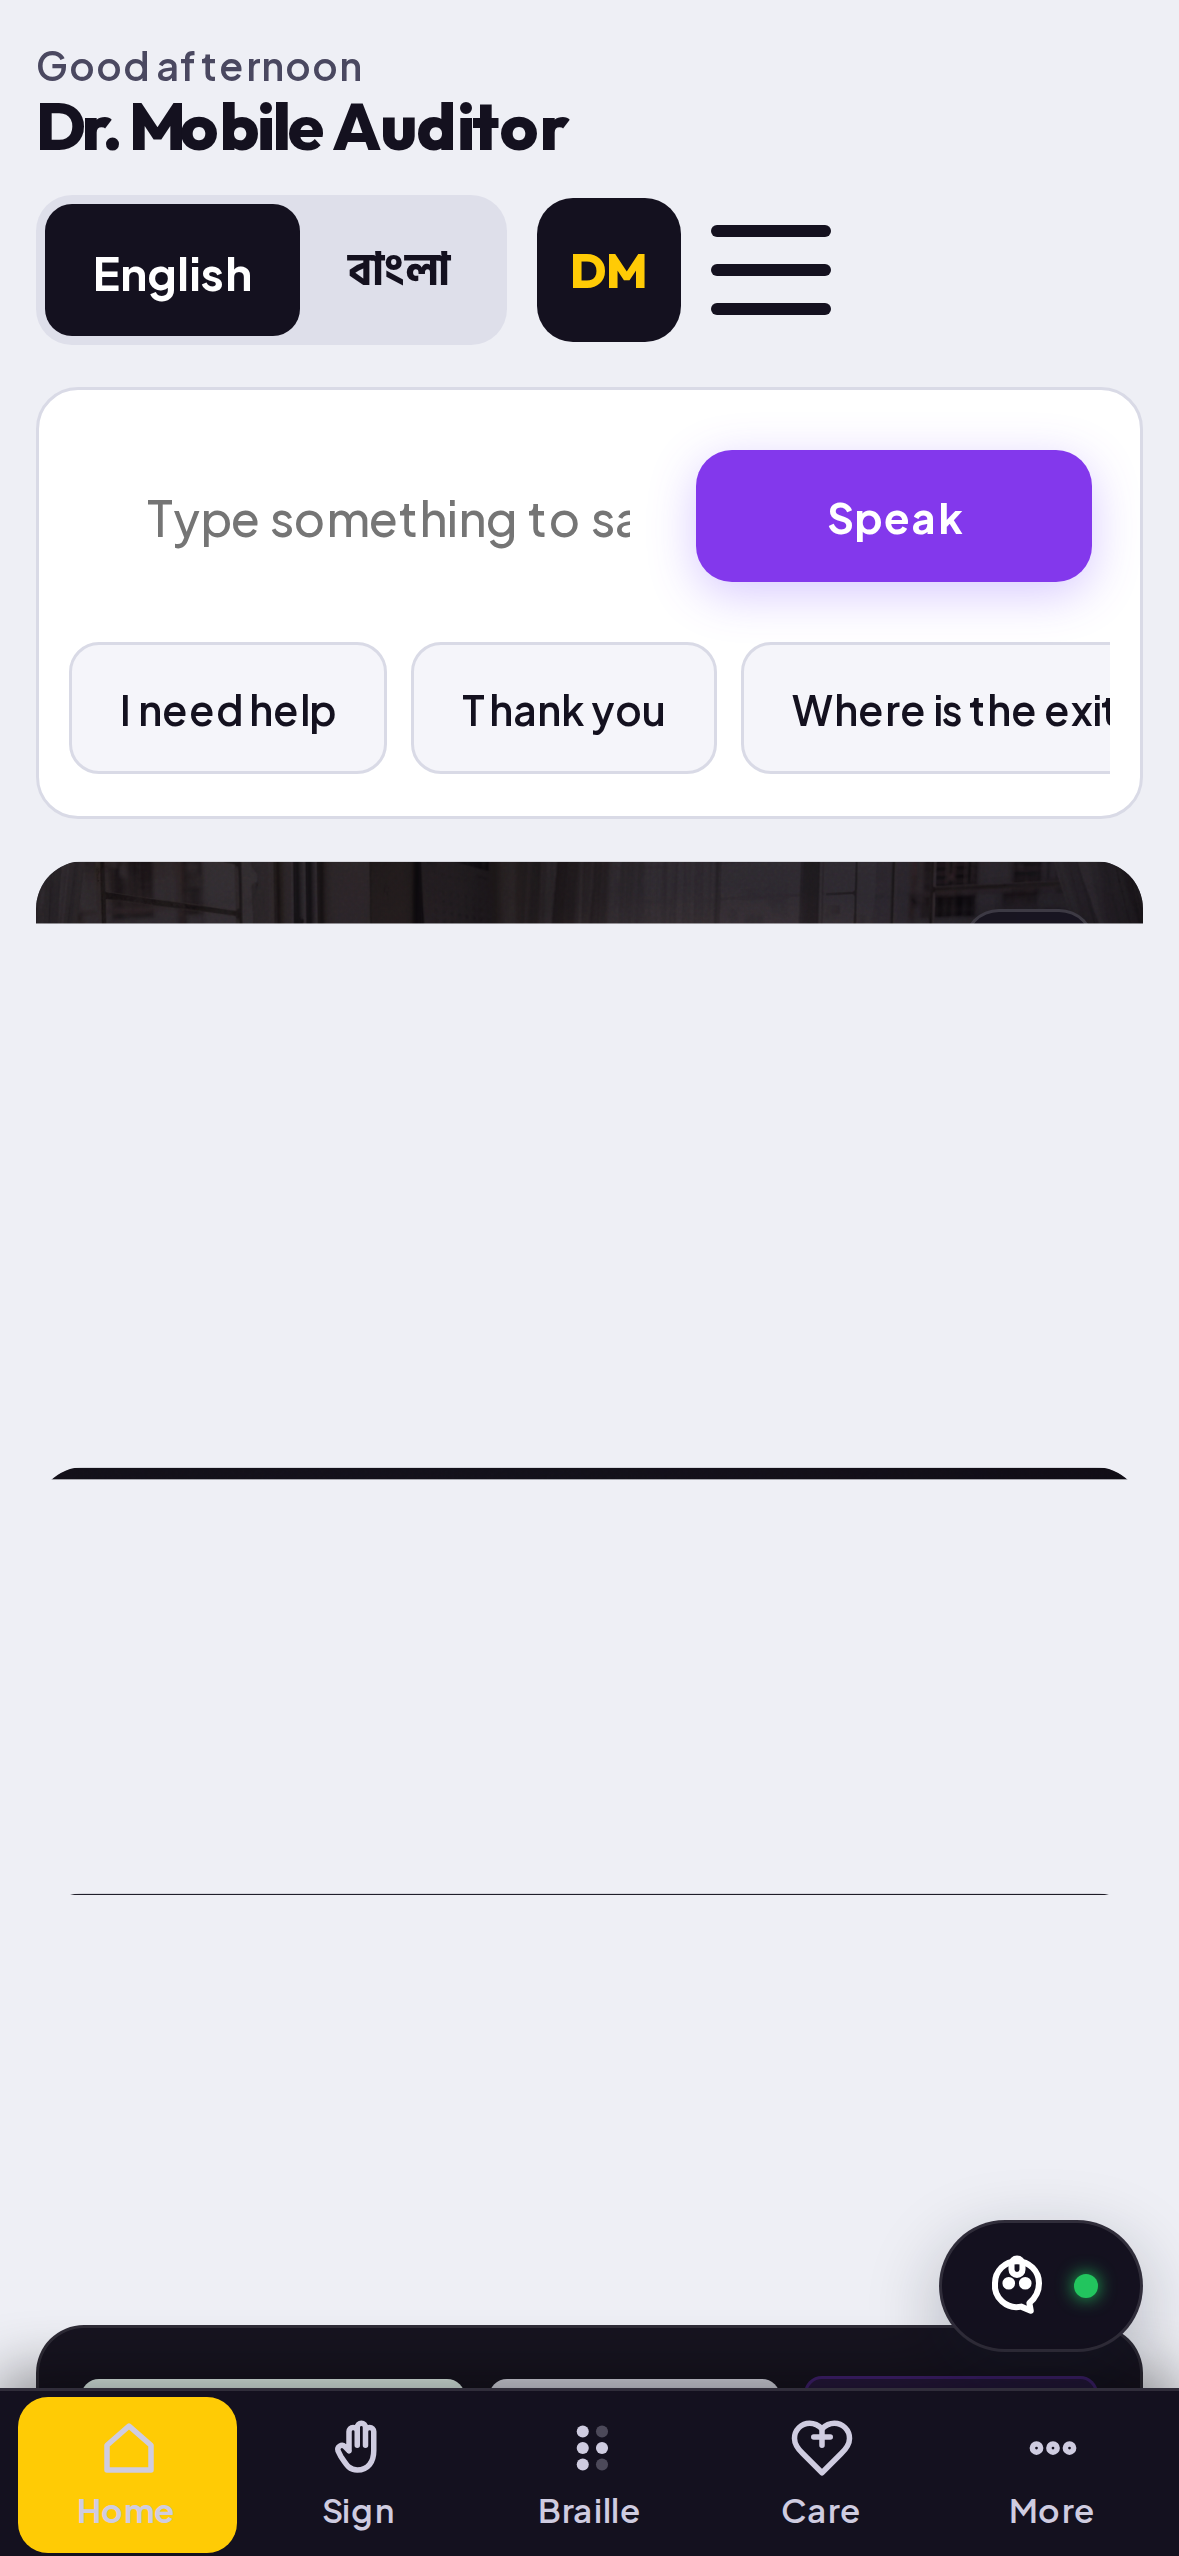 Good afternoon
Dr. Mobile Auditor
English
বাংলা
DM
Type something to sa
Speak
I need help
Thank you
Where is the exit
Home
Sign
Braille
Care
More